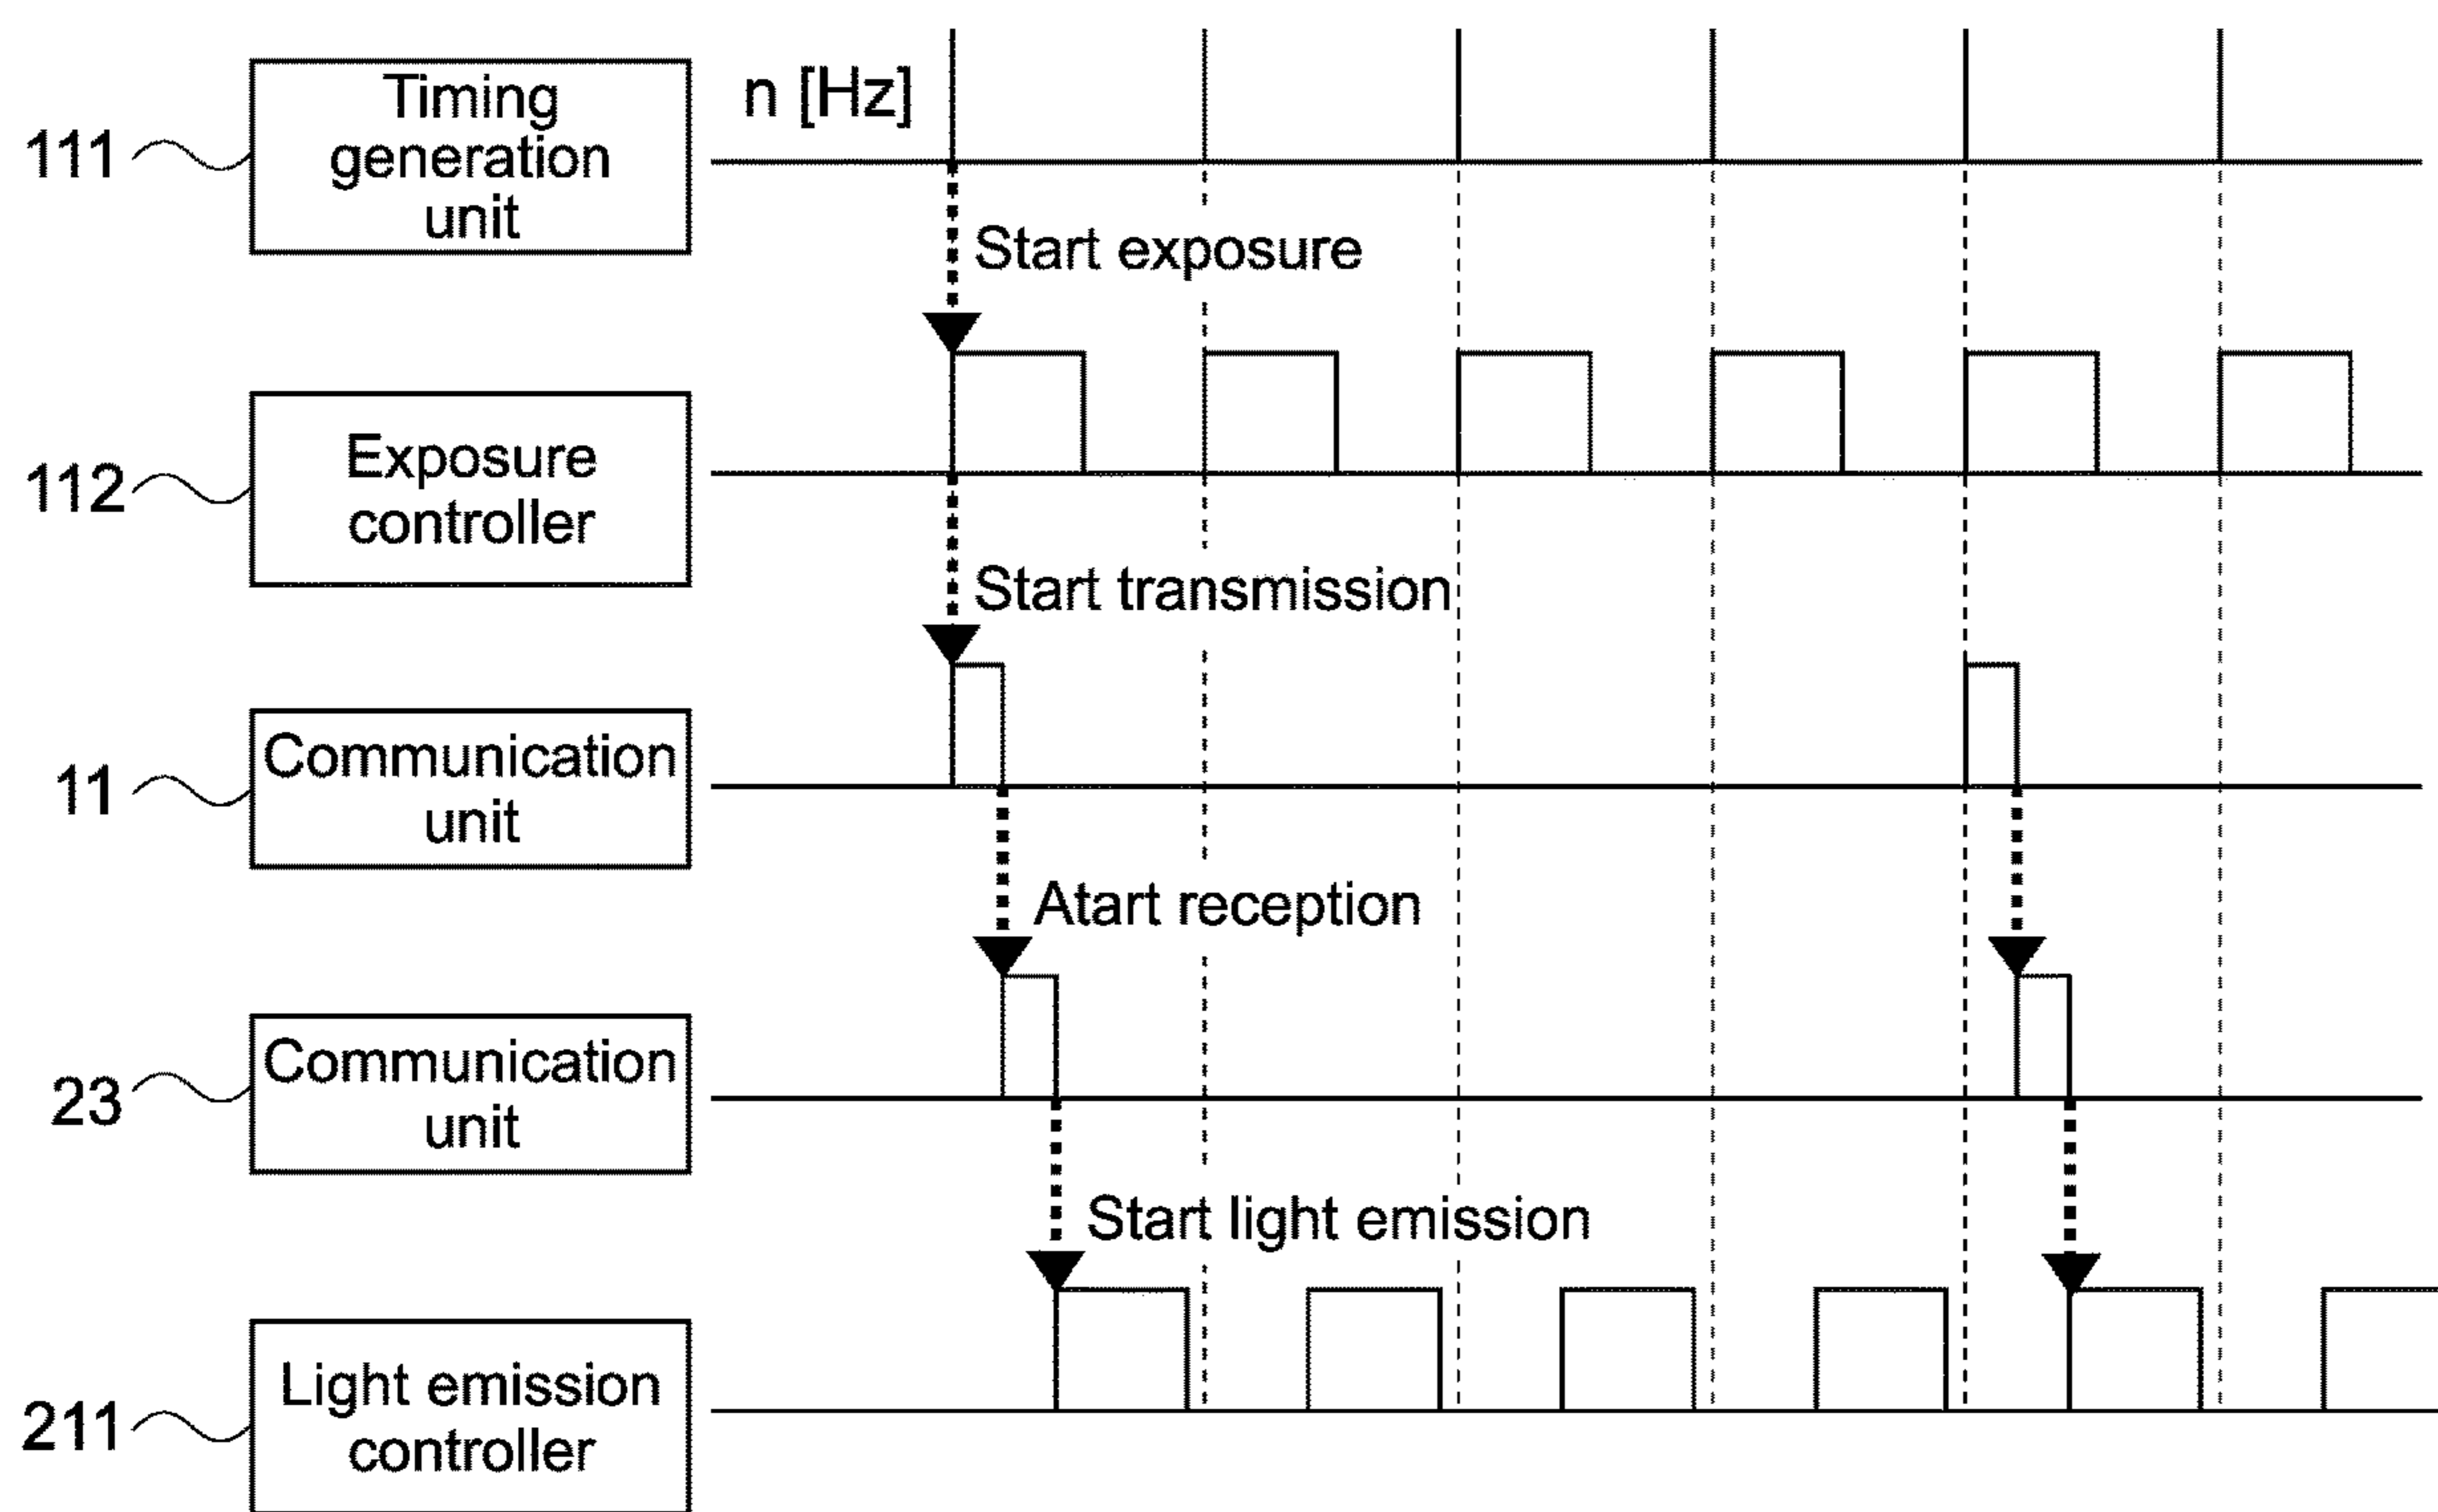 n [Hz]
111
Timing
generation
unit
Start exposure
112
Exposure
controller
Start transmission
11
Communication
unit
Atart reception
23
Communication
unit
Start light emission
211
Light emission
controller